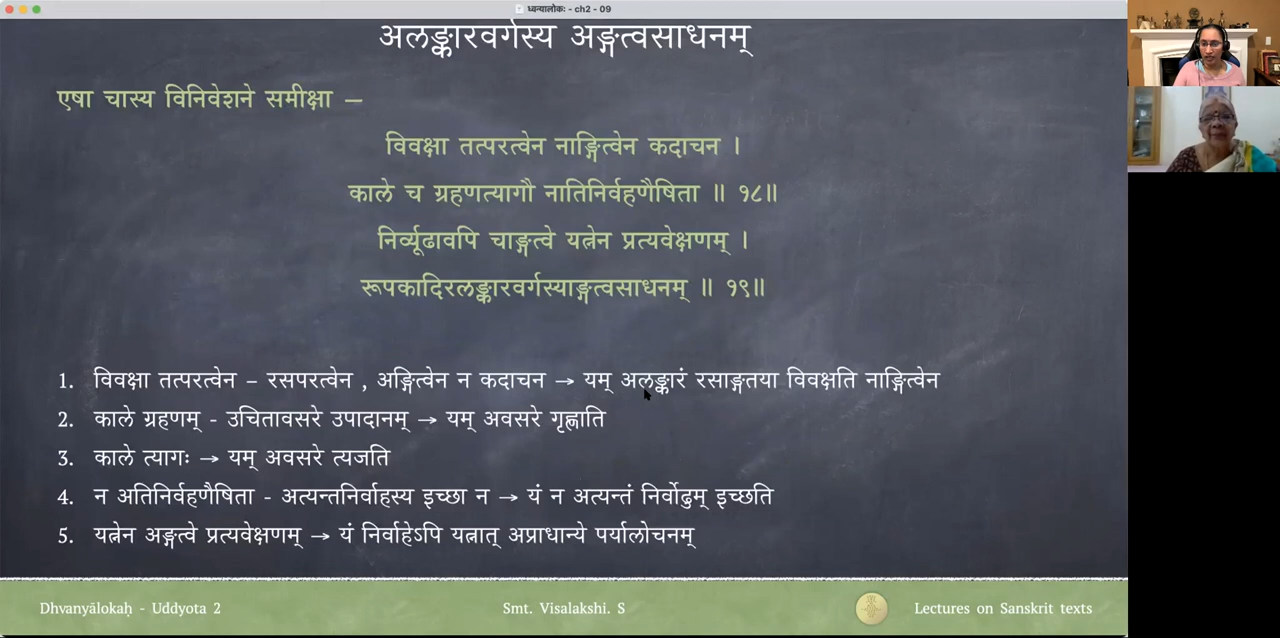 ध्वन्यालोकः - ch2 - 09
अलङ्कारवर्गस्य अङ्गत्वसाधनम्
एषा चास्य विनिवेशने समीक्षा –
विवक्षा तत्परत्वेन नाङ्गित्वेन कदाचन ।
काले च ग्रहणत्यागौ नातिनिर्वहणैषिता ॥ १८॥
निर्व्यूढावपि चाङ्गत्वे यत्नेन प्रत्यवेक्षणम् ।
रूपकादिरलङ्कारवर्गस्याङ्गत्वसाधनम् ॥ १९॥
1. विवक्षा तत्परत्वेन – रसपरत्वेन , अङ्गित्वेन न कदाचन → यम् अलङ्कारं रसाङ्गतया विवक्षति नाङ्गित्वेन
2. काले ग्रहणम् - उचितावसरे उपादानम् → यम् अवसरे गृह्णाति
3. काले त्यागः → यम् अवसरे त्यजति
4. न अतिनिर्वहणैषिता - अत्यन्तनिर्वाहस्य इच्छा न → यं न अत्यन्तं निर्वोढुम् इच्छति
5. यत्नेन अङ्गत्वे प्रत्यवेक्षणम् → यं निर्वाहेऽपि यत्नात् अप्राधान्ये पर्यालोचनम्
Dhvanyālokaḥ - Uddyota 2 Smt. Visalakshi. S Lectures on Sanskrit texts